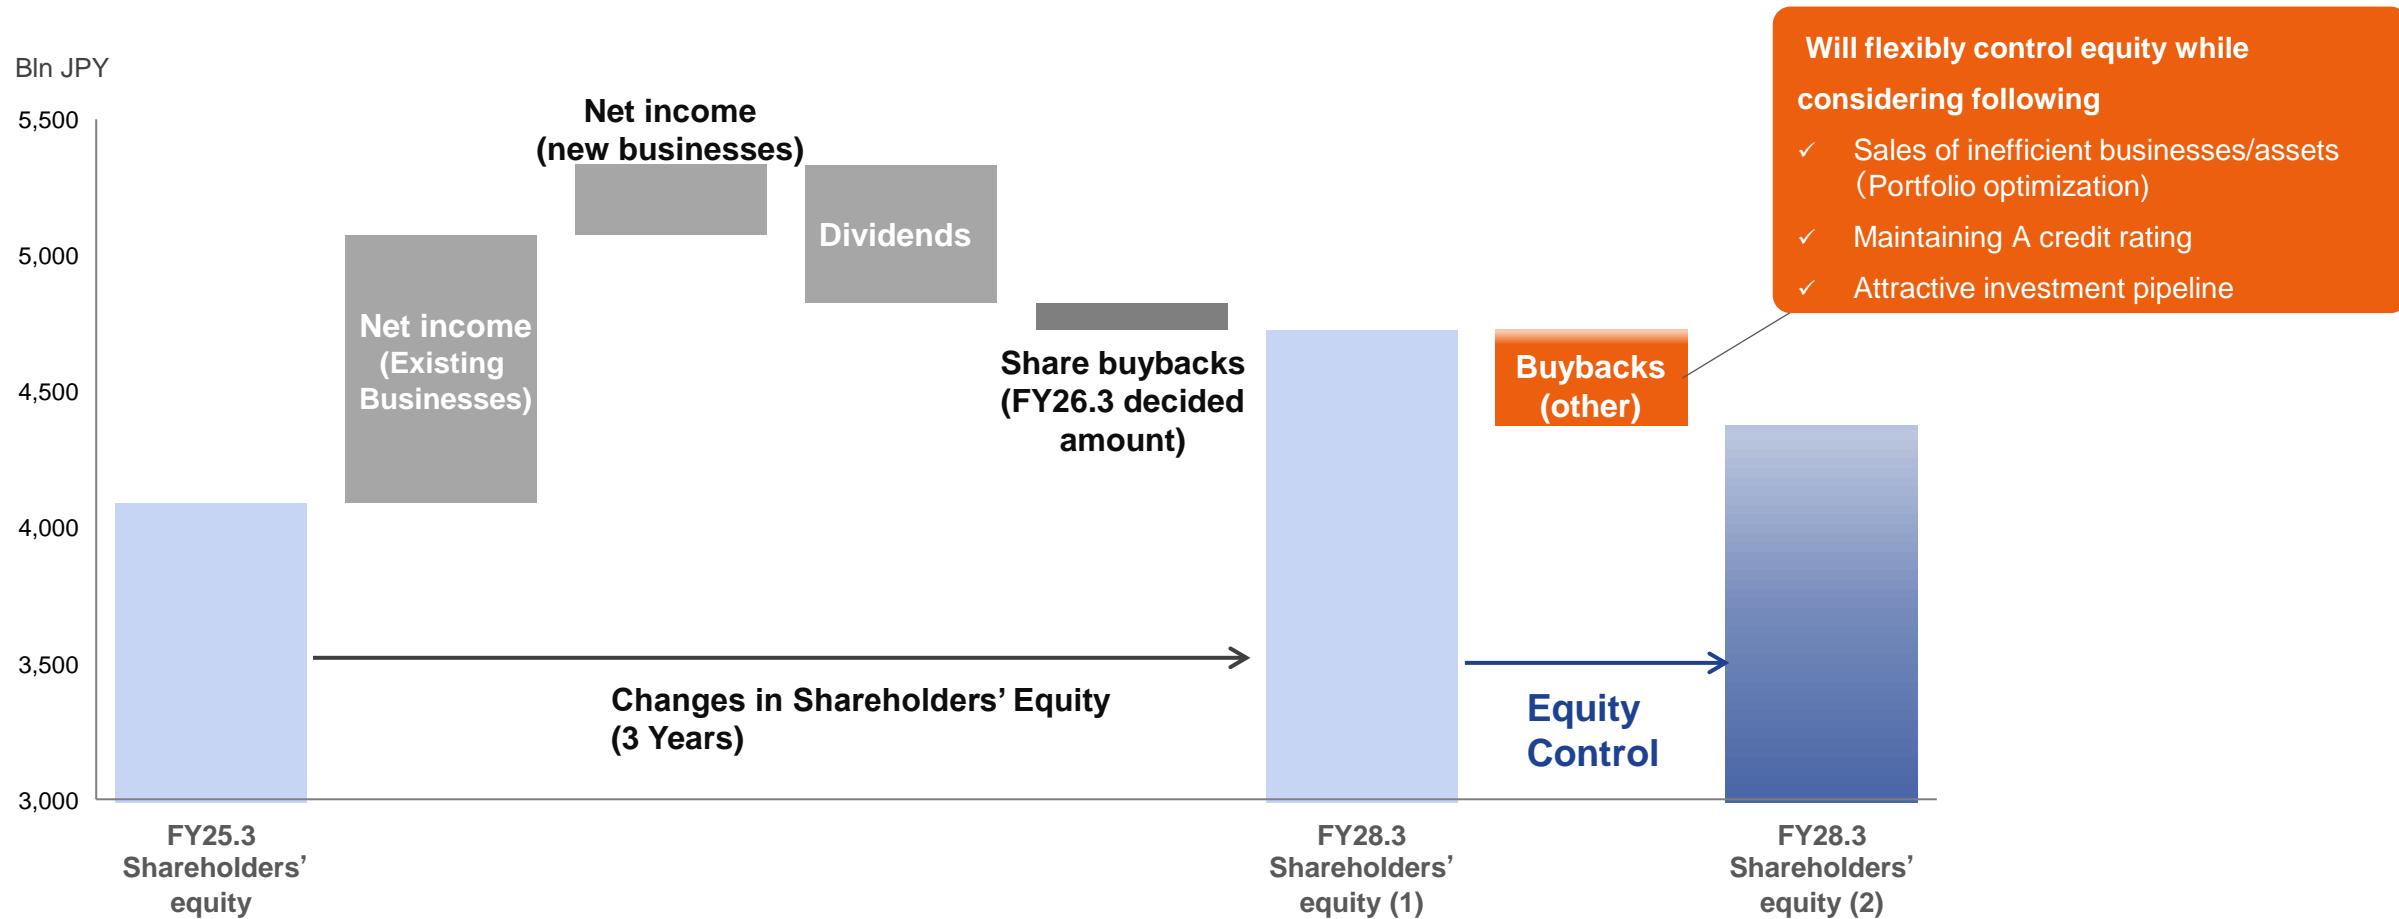 Bln JPY
5,500
5,000
4,500
4,000
3,500
3,000
Net income
(Existing
Businesses)
Net income
(new businesses)
Dividends
Share buybacks
(FY26.3 decided
amount)
Buybacks
(other)
Will flexibly control equity while
considering following
✓ Sales of inefficient businesses/assets
（Portfolio optimization)
✓ Maintaining A credit rating
✓ Attractive investment pipeline
Changes in Shareholders’ Equity
(3 Years)
Equity
Control
FY25.3
Shareholders’
equity
FY28.3
Shareholders’
equity (1)
FY28.3
Shareholders’
equity (2)